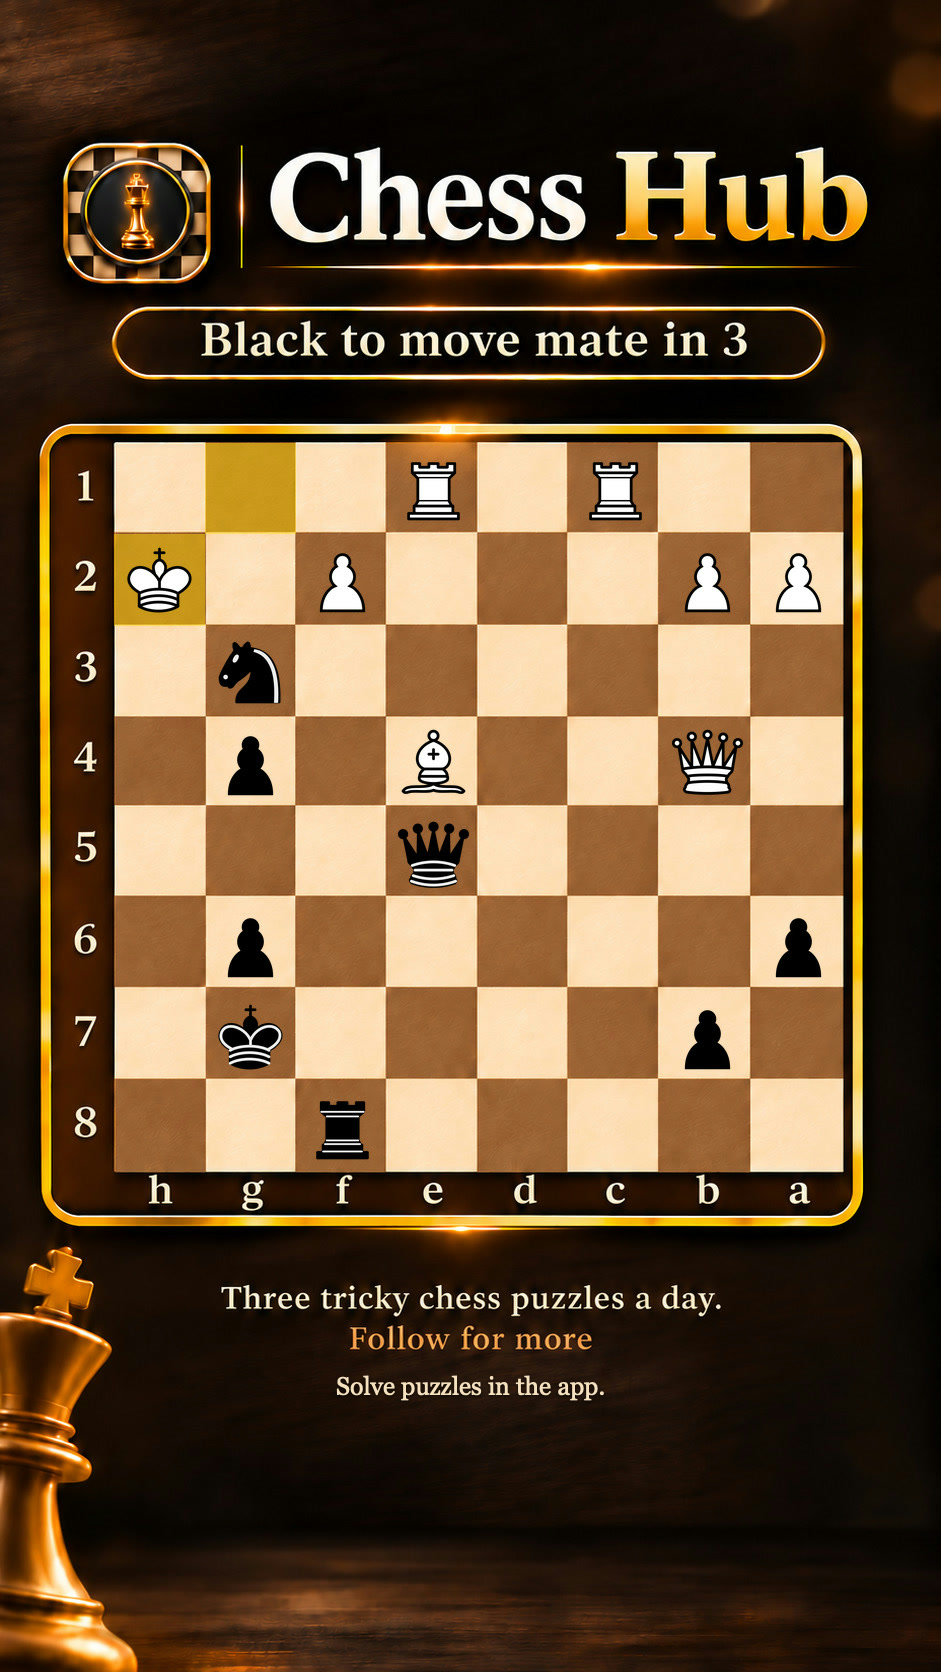 Chess Hub
Black to move mate in 3
1
2
3
4
5
6
7
8
h g f e d c b a
Three tricky chess puzzles a day.
Follow for more
Solve puzzles in the app.